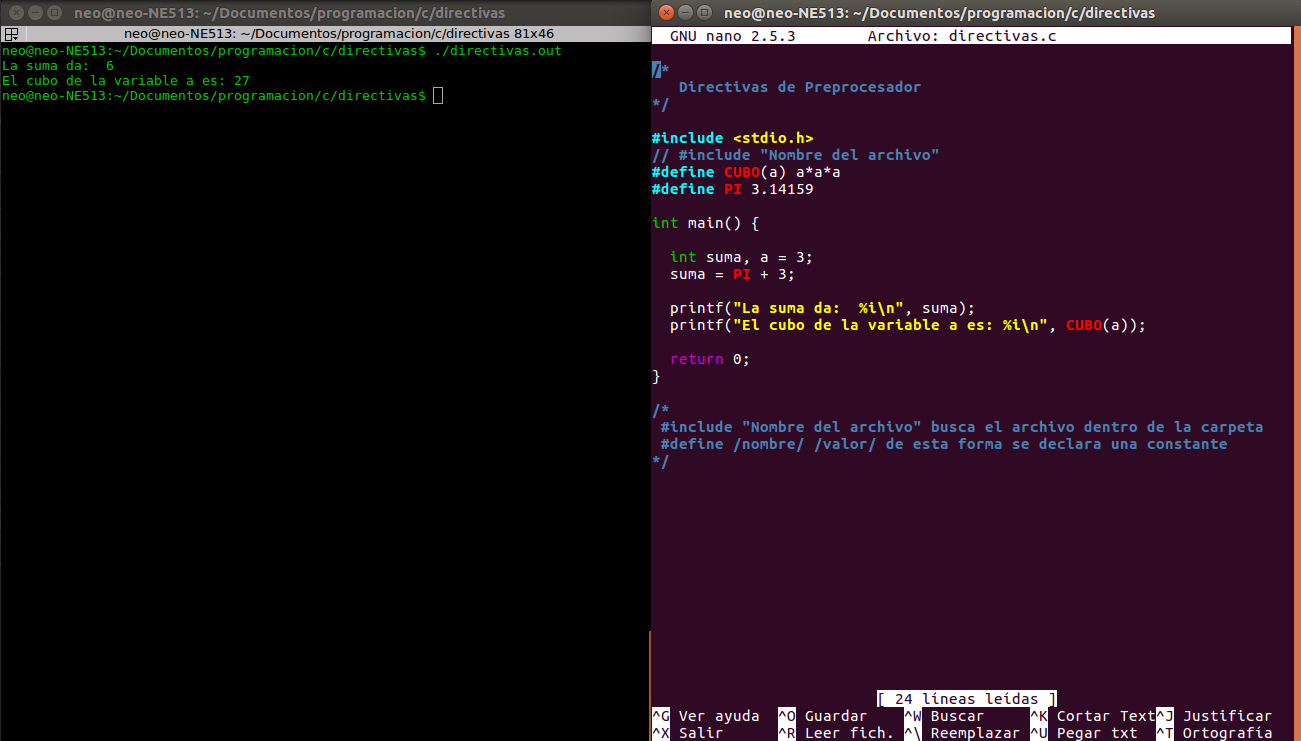 neo@neo-NE513: ~/Documentos/programacion/c/directivas
neo@neo-NE513: ~/Documentos/programacion/c/directivas 81x46
neo@neo-NE513:~/Documentos/programacion/c/directivas$ ./directivas.out
La suma da:  6
El cubo de la variable a es: 27
neo@neo-NE513:~/Documentos/programacion/c/directivas$
neo@neo-NE513: ~/Documentos/programacion/c/directivas
GNU nano 2.5.3        Archivo: directivas.c
/*
   Directivas de Preprocesador
*/
#include <stdio.h>
// #include "Nombre del archivo"
#define CUBO(a) a*a*a
#define PI 3.14159
int main() {
  int suma, a = 3;
  suma = PI + 3;
  printf("La suma da:  %i\n", suma);
  printf("El cubo de la variable a es: %i\n", CUBO(a));
  return 0;
}
/*
 #include "Nombre del archivo" busca el archivo dentro de la carpeta
 #define /nombre/ /valor/ de esta forma se declara una constante
*/
[ 24 líneas leídas ]
^G Ver ayuda  ^O Guardar    ^W Buscar     ^K Cortar Text^J Justificar
^X Salir      ^R Leer fich. ^\ Reemplazar ^U Pegar txt  ^T Ortografía